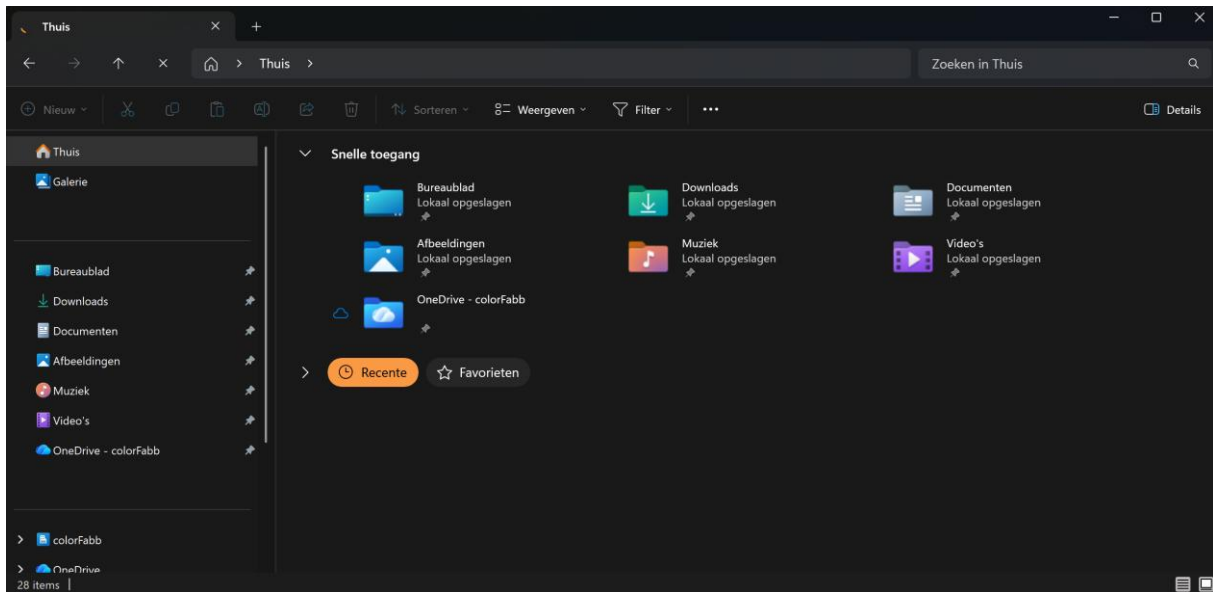 Thuis
Thuis
Zoeken in Thuis
Nieuw
Sorteren
Weergeven
Filter
Details
Thuis
Galerie
Bureaublad
Downloads
Documenten
Afbeeldingen
Muziek
Video's
OneDrive - colorFabb
colorFabb
OneDrive
28 items
Snelle toegang
Bureaublad
Lokaal opgeslagen
Downloads
Lokaal opgeslagen
Documenten
Lokaal opgeslagen
Afbeeldingen
Lokaal opgeslagen
Muziek
Lokaal opgeslagen
Video's
Lokaal opgeslagen
OneDrive - colorFabb
Recente
Favorieten